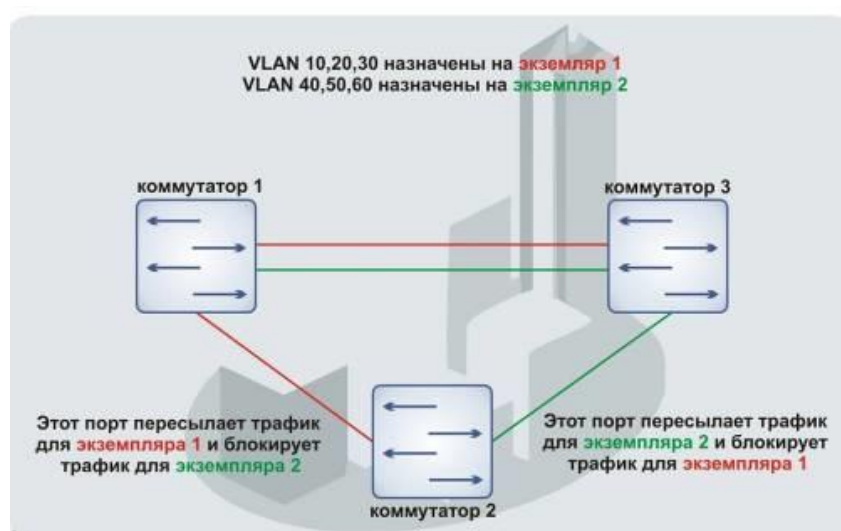 VLAN 10,20,30 назначены на экземляр 1
VLAN 40,50,60 назначены на экземпляр 2
коммутатор 1
коммутатор 3
Этот порт пересылает трафик
для экземпляра 1 и блокирует
трафик для экземпляра 2
Этот порт пересылает трафик
для экземпляра 2 и блокирует
трафик для экземпляра 1
коммутатор 2